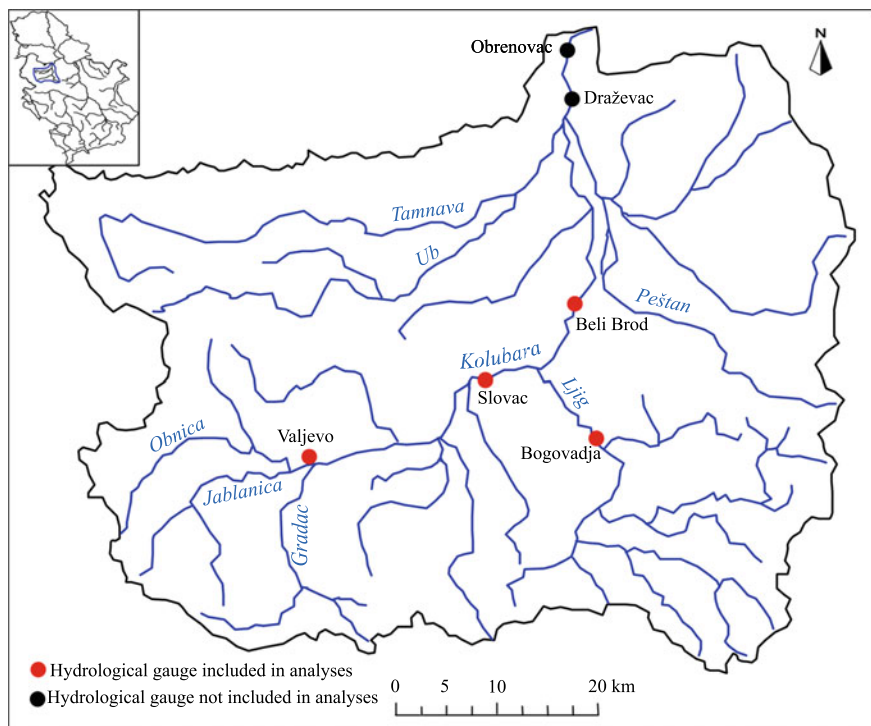 N
Obrenovac
Draževac
Tamnava
Ub
Peštan
Beli Brod
Kolubara
Slovac
Ljig
Obnica
Valjevo
Bogovadja
Jablanica
Gradac
Hydrological gauge included in analyses
Hydrological gauge not included in analyses
0 10 20 km